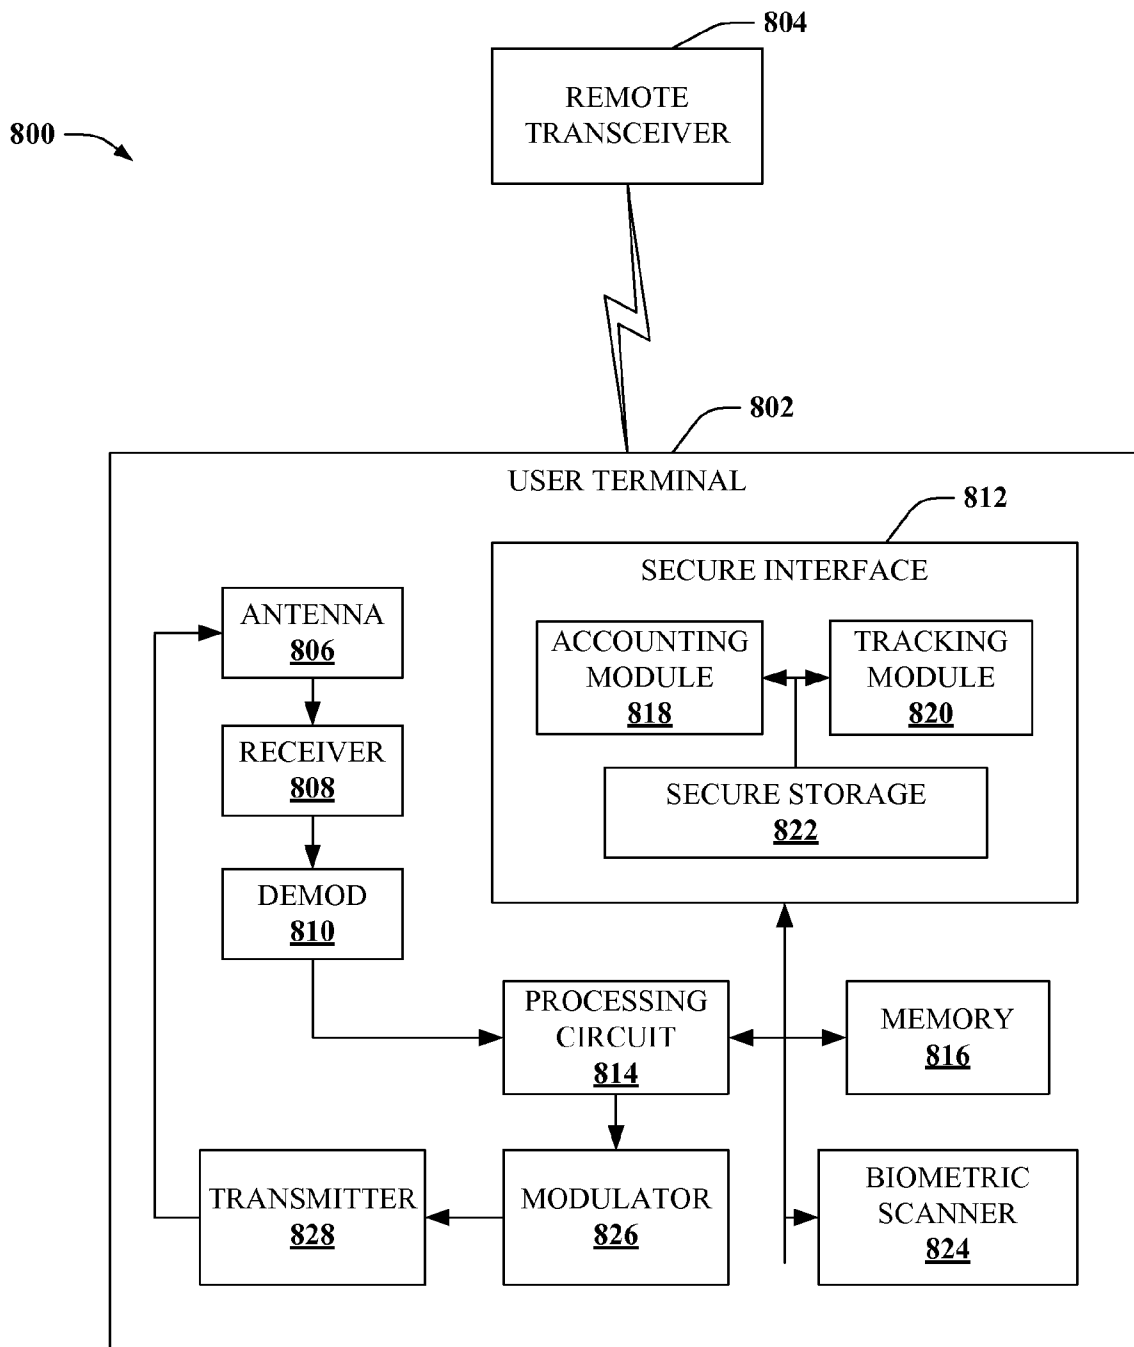 804
REMOTE
TRANSCEIVER
800
802
USER TERMINAL
812
SECURE INTERFACE
ANTENNA
806
ACCOUNTING
MODULE
818
TRACKING
MODULE
820
RECEIVER
808
SECURE STORAGE
822
DEMOD
810
PROCESSING
CIRCUIT
814
MEMORY
816
TRANSMITTER
828
MODULATOR
826
BIOMETRIC
SCANNER
824